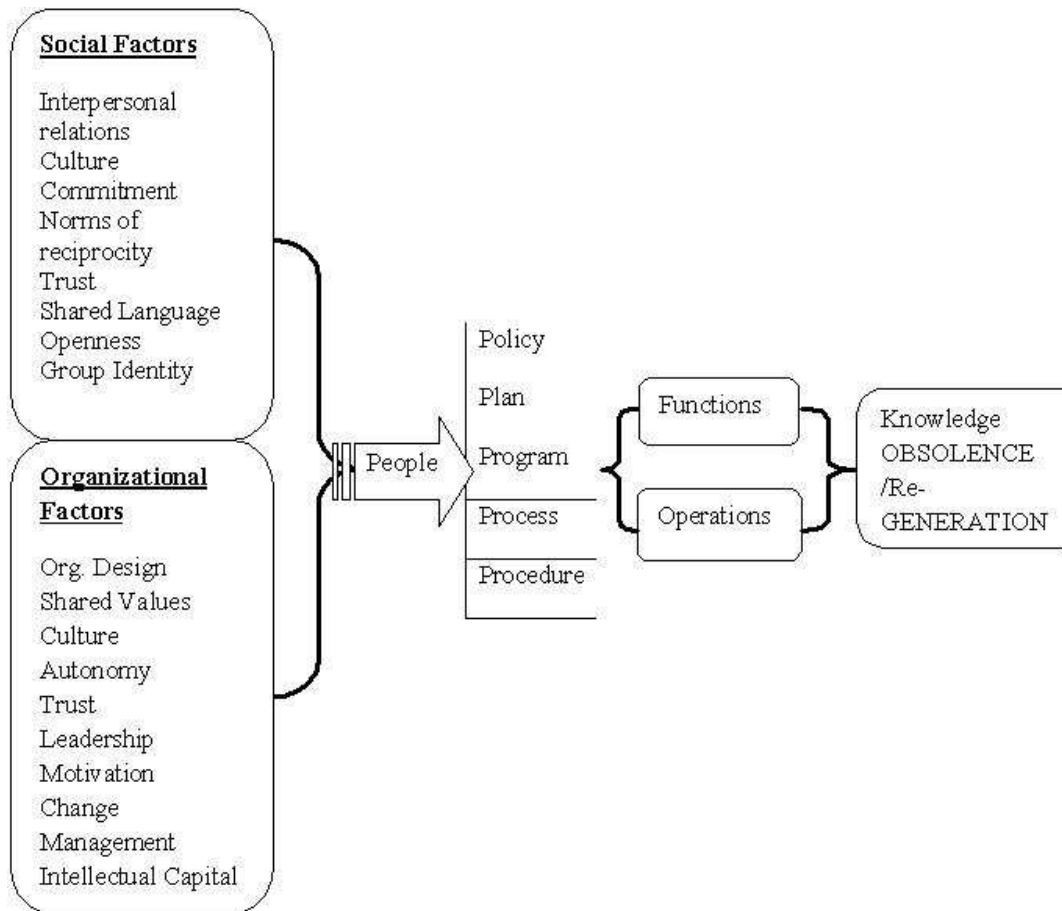 Social Factors
Interpersonal
relations
Culture
Commitment
Norms of
reciprocity
Trust
Shared Language
Openness
Group Identity
Organizational
Factors
Org. Design
Shared Values
Culture
Autonomy
Trust
Leadership
Motivation
Change
Management
Intellectual Capital
People
Policy
Plan
Program
Process
Procedure
Functions
Operations
Knowledge
OBSOLENCE
/Re-
GENERATION